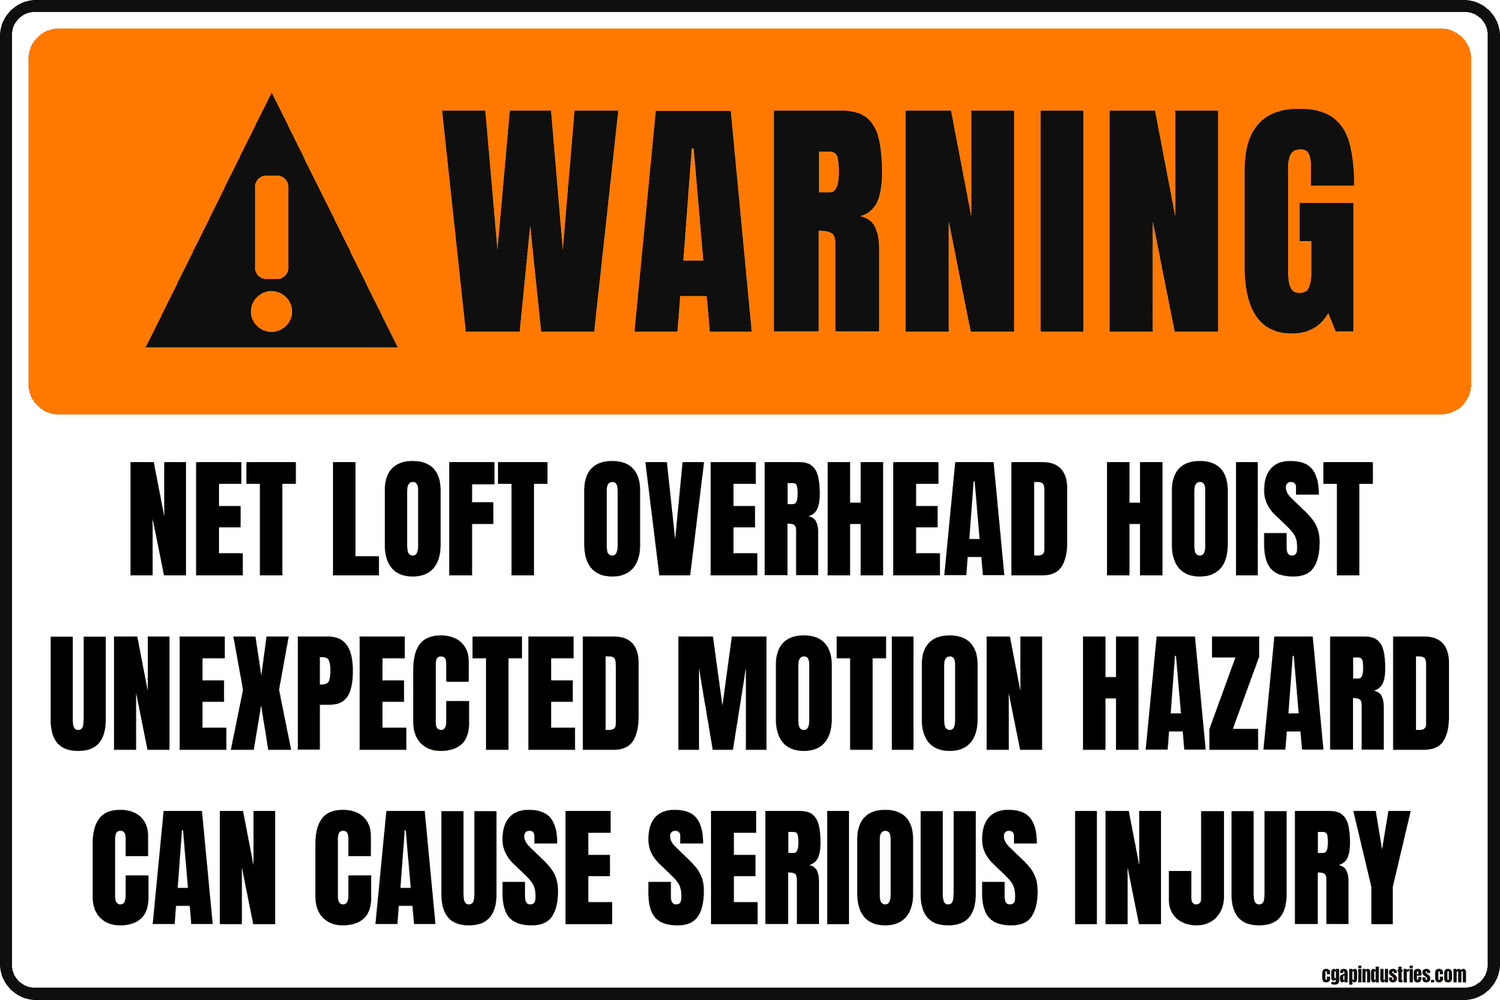 WARNING
NET LOFT OVERHEAD HOIST
UNEXPECTED MOTION HAZARD
CAN CAUSE SERIOUS INJURY
cgapindustries.com